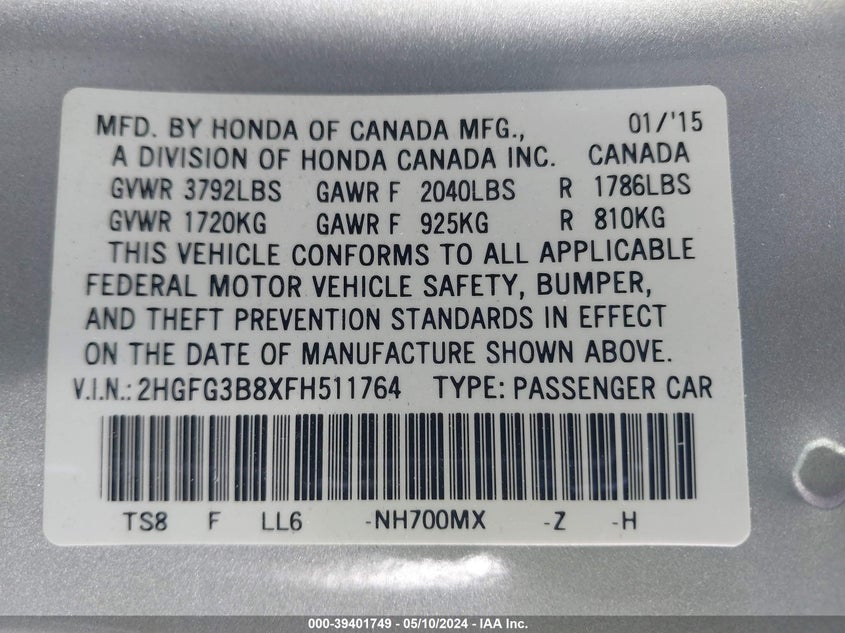 MFD. BY HONDA OF CANADA MFG., 01/'15
A DIVISION OF HONDA CANADA INC. CANADA
GVWR 3792LBS GAWR F 2040LBS R 1786LBS
GVWR 1720KG GAWR F 925KG R 810KG
THIS VEHICLE CONFORMS TO ALL APPLICABLE
FEDERAL MOTOR VEHICLE SAFETY, BUMPER,
AND THEFT PREVENTION STANDARDS IN EFFECT
ON THE DATE OF MANUFACTURE SHOWN ABOVE.
V.I.N.: 2HGFG3B8XFH511764 TYPE: PASSENGER CAR
TS8 F LL6 -NH700MX -Z -H
000-39401749 - 05/10/2024 - IAA Inc.